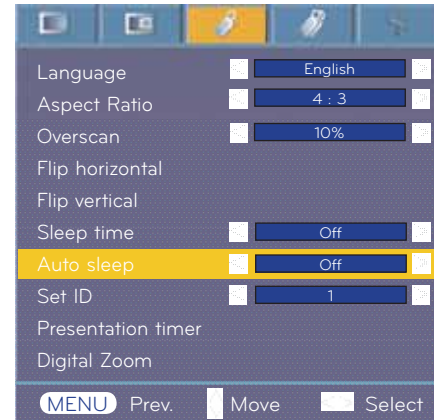 Language English
Aspect Ratio 4 : 3
Overscan 10%
Flip horizontal
Flip vertical
Sleep time Off
Auto sleep Off
Set ID 1
Presentation timer
Digital Zoom
MENU Prev. Move Select